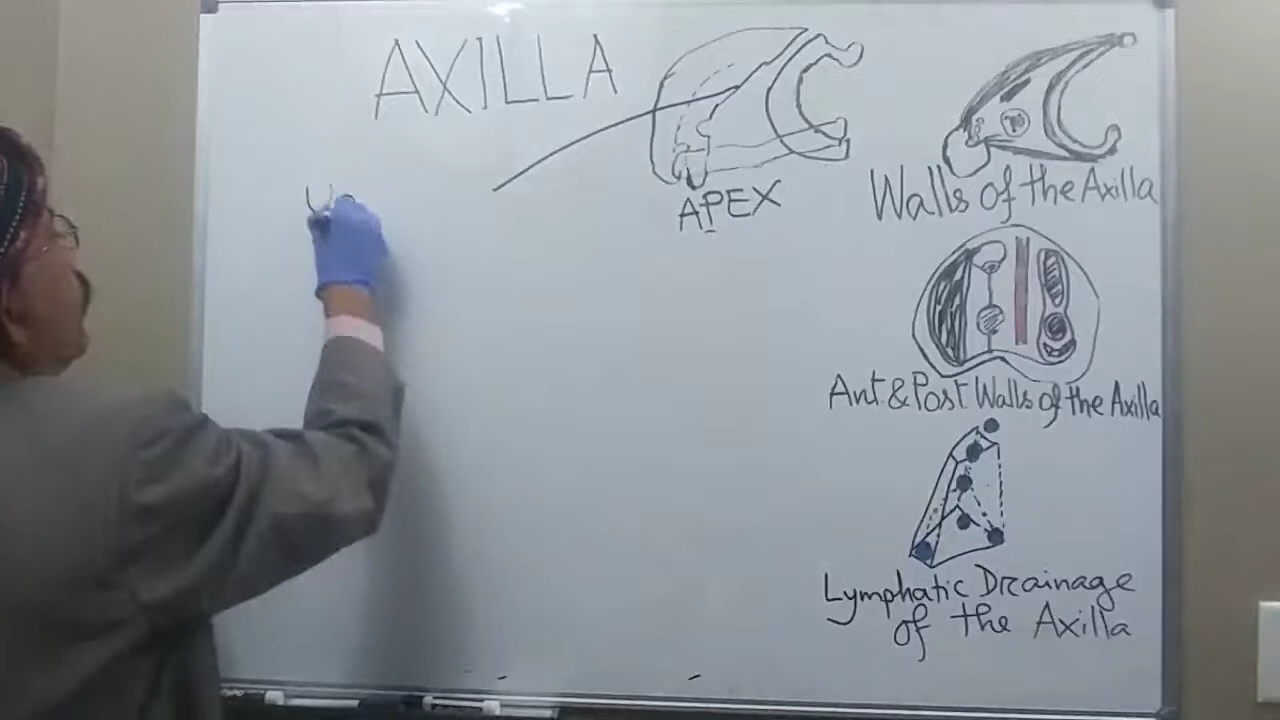 AXILLA
APEX
Walls of the Axilla
Ant & Post Walls of the Axilla
Lymphatic Drainage
of the Axilla